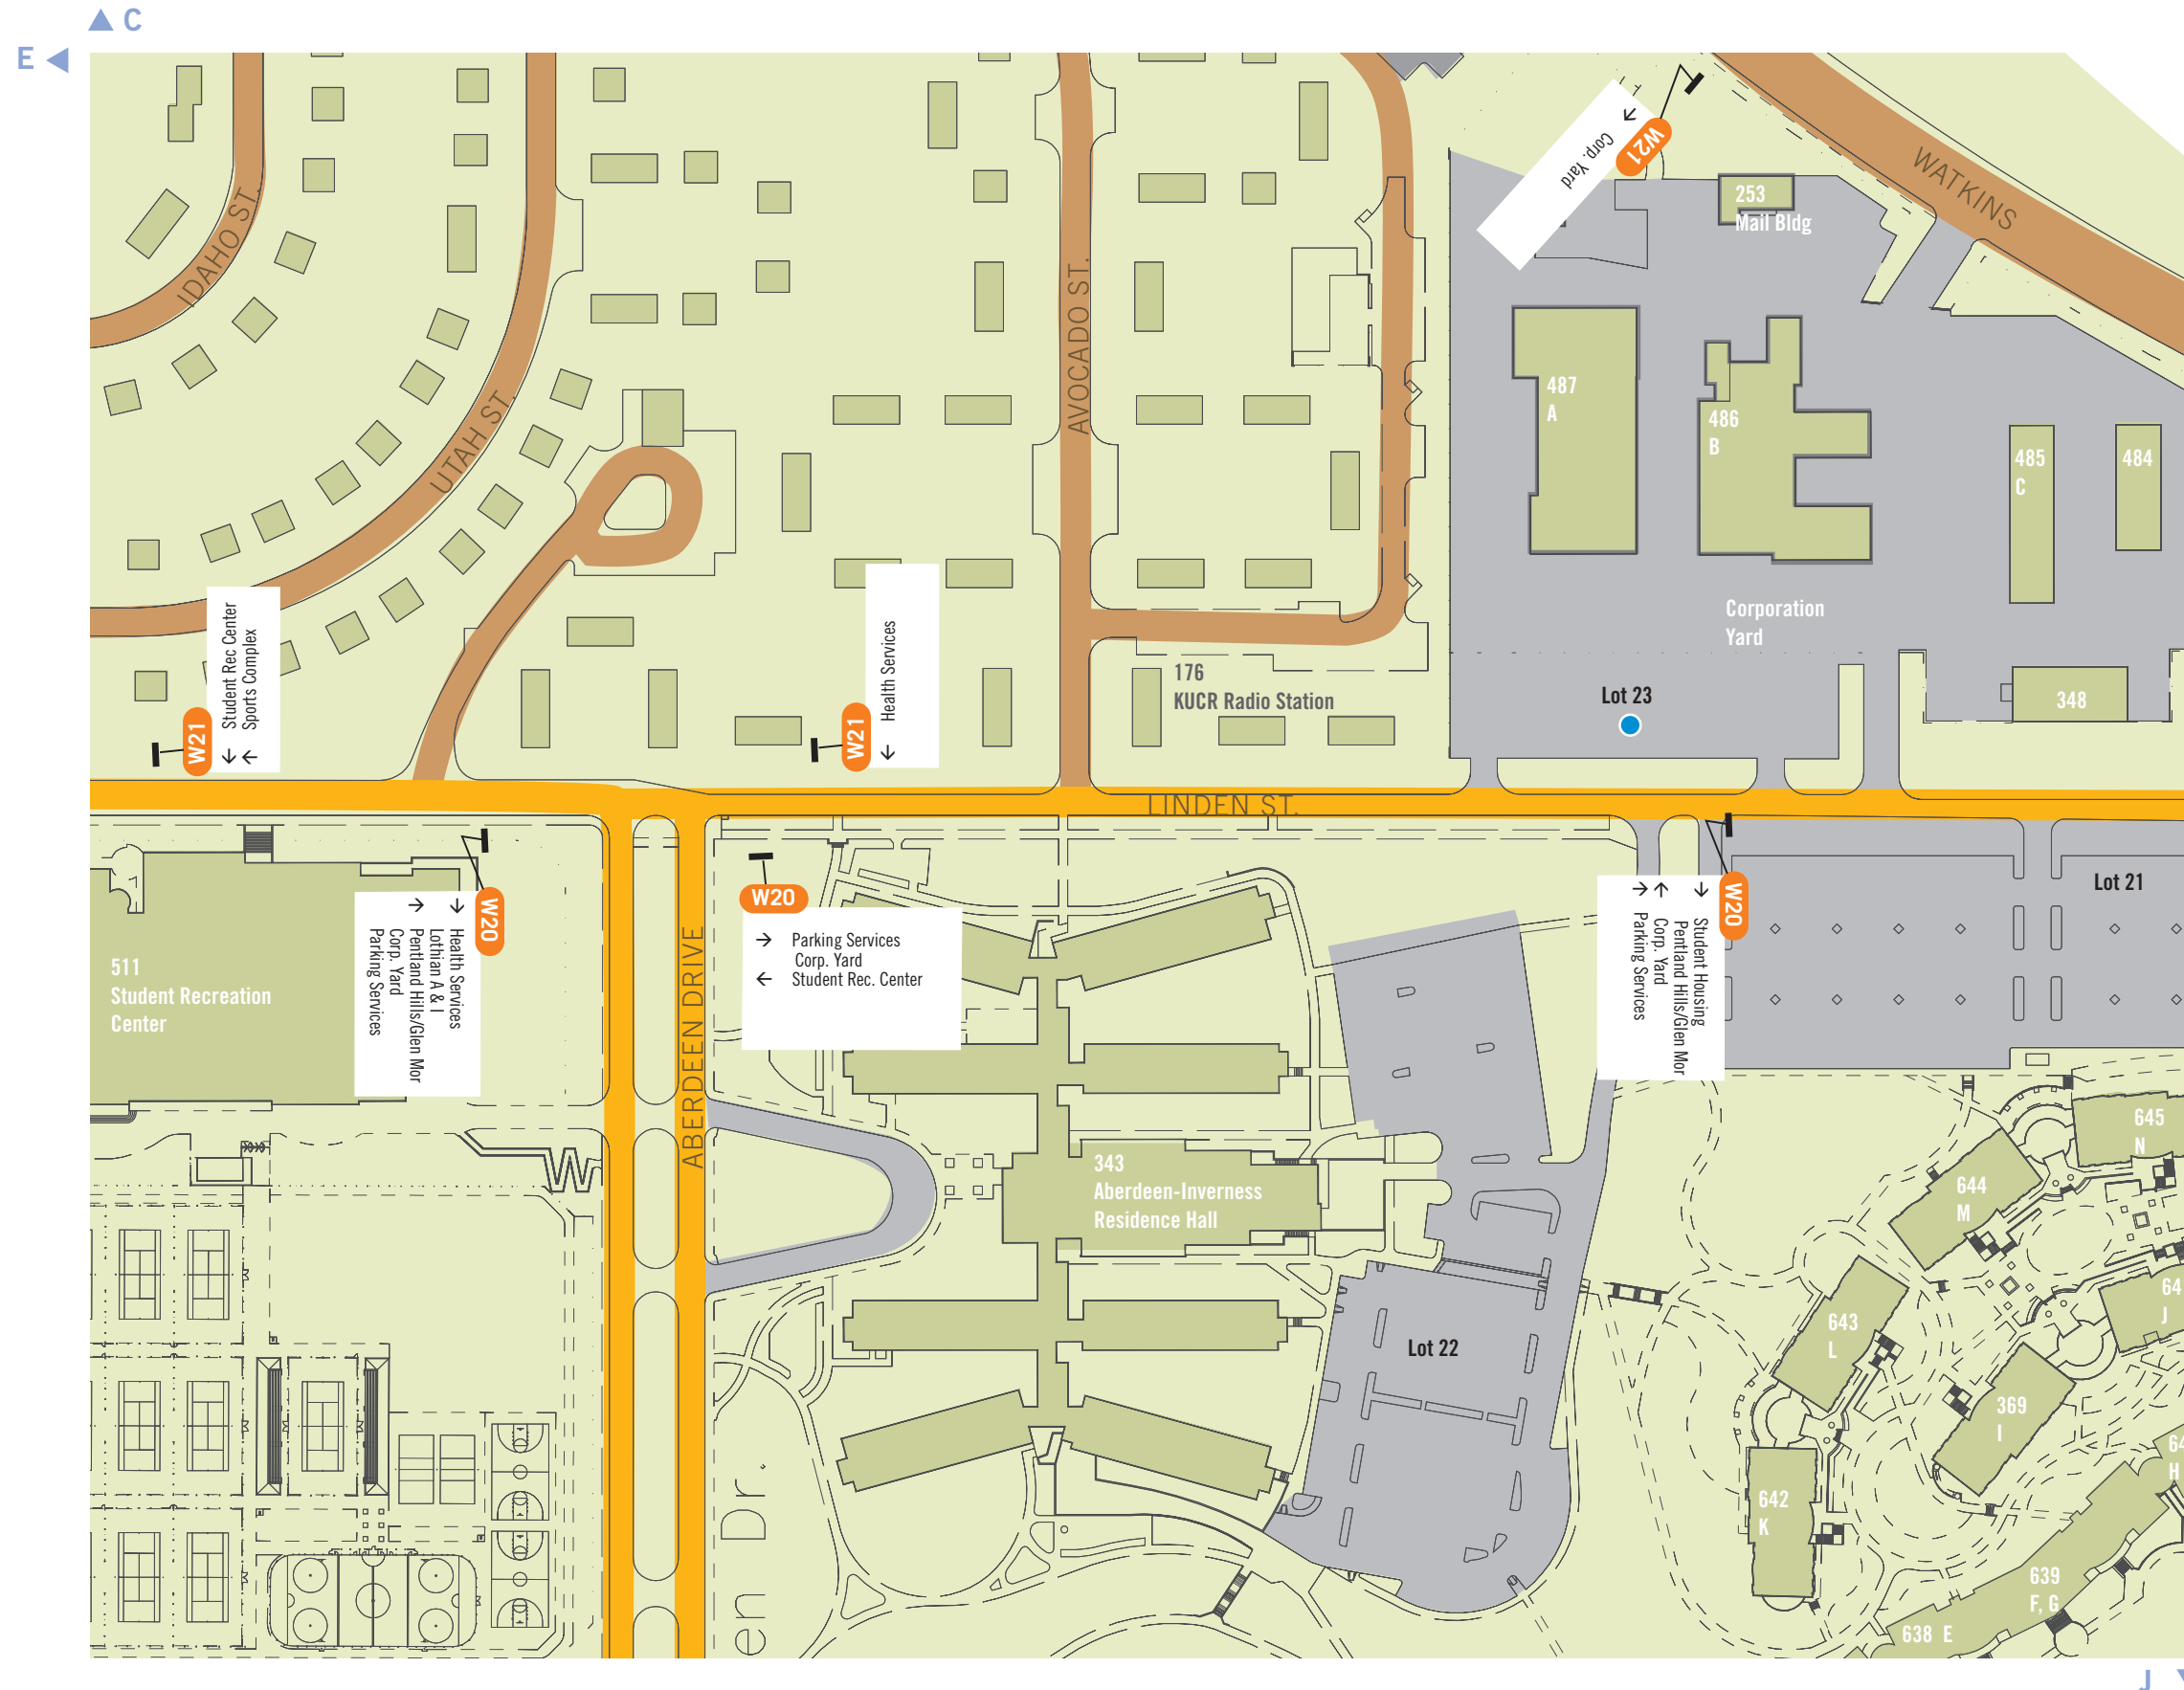 C
E
IDAHO ST.
UTAH ST.
AVOCADO ST.
WATKINS
W21
Corp. Yard
253
Mail Bldg
487
A
486
B
485
C
484
Corporation
Yard
Lot 23
348
176
KUCR Radio Station
W21
Student Rec Center
Sports Complex
W21
Health Services
LINDEN ST.
ABERDEEN DRIVE
511
Student Recreation
Center
W20
Health Services
Lothian A & I
Pentland Hills/Glen Mor
Corp. Yard
Parking Services
W20
Parking Services
Corp. Yard
Student Rec. Center
W20
Student Housing
Pentland Hills/Glen Mor
Corp. Yard
Parking Services
Lot 21
343
Aberdeen-Inverness
Residence Hall
Lot 22
645
N
644
M
643
L
64
J
369
I
64
H
642
K
639
F, G
638 E
en Dr.
J